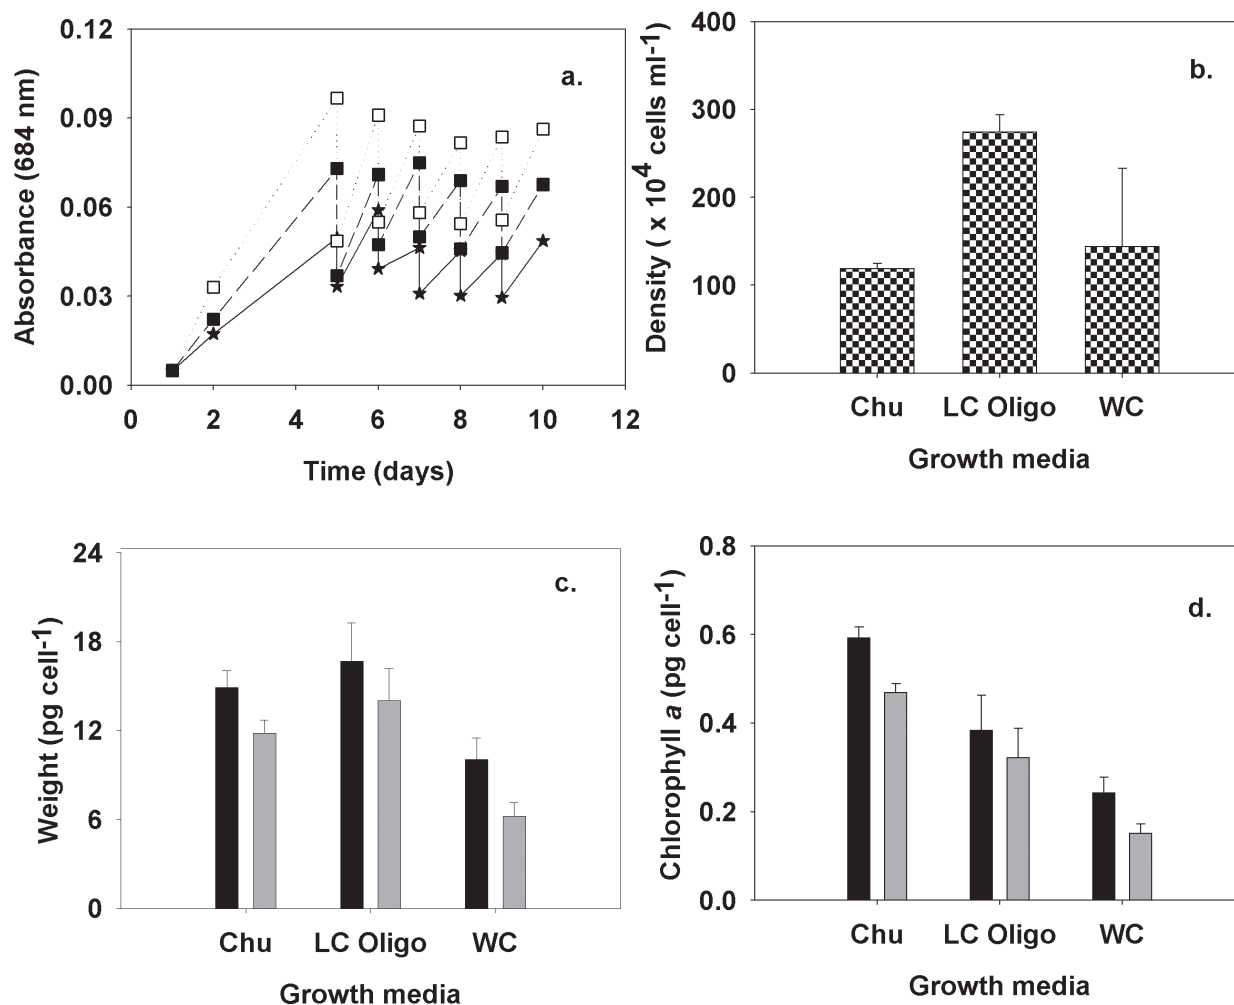 a.
Absorbance (684 nm)
0.12
0.09
0.06
0.03
0.00
0 2 4 6 8 10 12
Time (days)
b.
Density ( x 10^4 cells ml^-1)
400
300
200
100
0
Chu LC Oligo WC
Growth media
c.
Weight (pg cell^-1)
24
18
12
6
0
Chu LC Oligo WC
Growth media
d.
Chlorophyll a (pg cell^-1)
0.8
0.6
0.4
0.2
0.0
Chu LC Oligo WC
Growth media